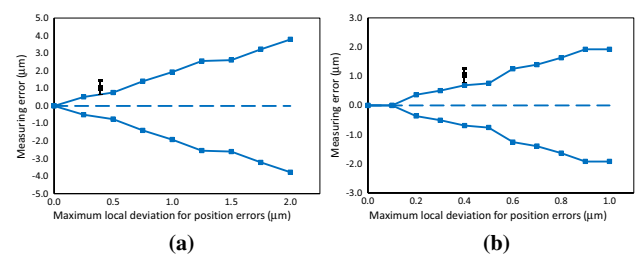 5.0
4.0
3.0
2.0
1.0
0.0
-1.0
-2.0
-3.0
-4.0
-5.0
Measuring error (μm)
0.0 0.5 1.0 1.5 2.0
Maximum local deviation for position errors (μm)
(a)
3.0
2.0
1.0
0.0
-1.0
-2.0
-3.0
Measuring error (μm)
0.0 0.2 0.4 0.6 0.8 1.0
Maximum local deviation for position errors (μm)
(b)